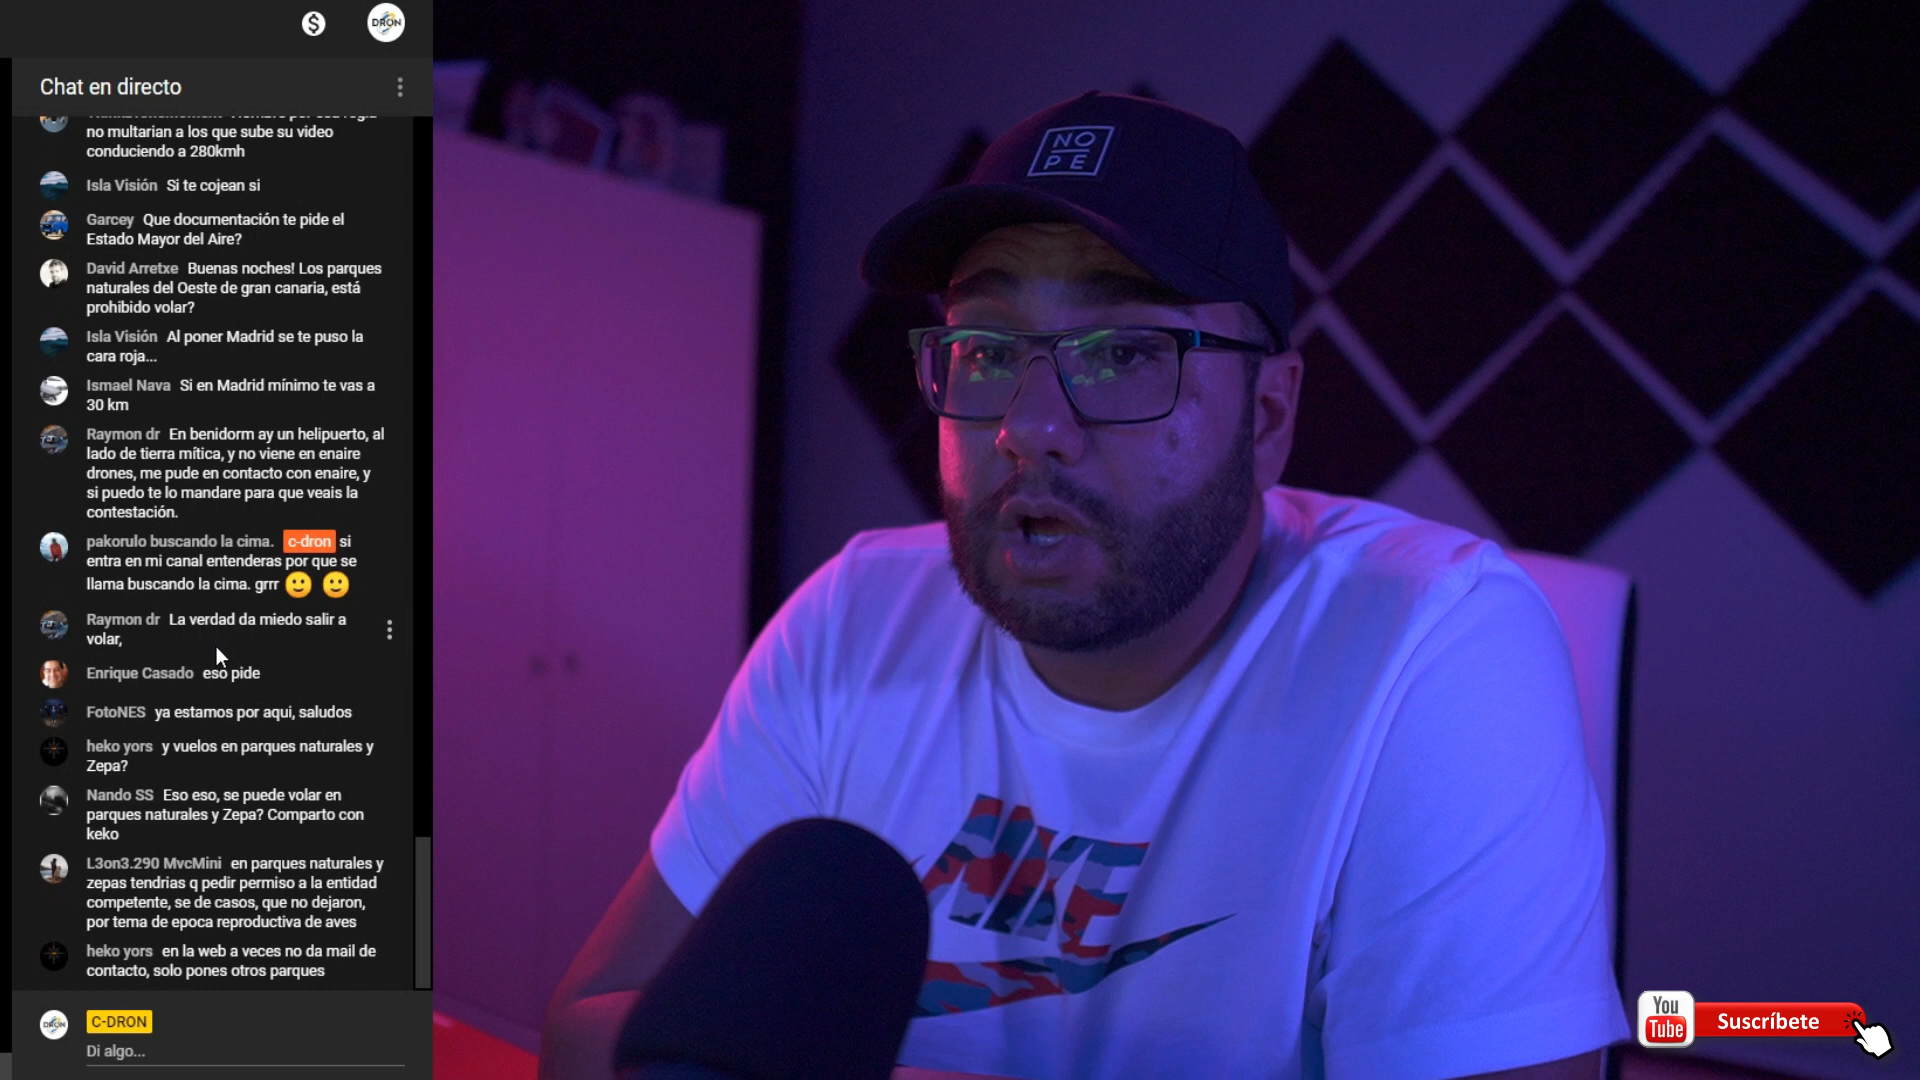 $
DRON
Chat en directo
no multarian a los que sube su video
conduciendo a 280kmh
Isla Visión Si te cojean si
Garcey Que documentación te pide el
Estado Mayor del Aire?
David Arretxe Buenas noches! Los parques
naturales del Oeste de gran canaria, está
prohibido volar?
Isla Visión Al poner Madrid se te puso la
cara roja...
Ismael Nava Si en Madrid mínimo te vas a
30 km
Raymon dr En benidorm ay un helipuerto, al
lado de tierra mítica, y no viene en enaire
drones, me pude en contacto con enaire, y
si puedo te lo mandare para que veais la
contestación.
pakorulo buscando la cima. c-dron si
entra en mi canal entenderas por que se
llama buscando la cima. grrr
Raymon dr La verdad da miedo salir a
volar,
Enrique Casado eso pide
FotoNES ya estamos por aqui, saludos
heko yors y vuelos en parques naturales y
Zepa?
Nando SS Eso eso, se puede volar en
parques naturales y Zepa? Comparto con
keko
L3on3.290 MvcMini en parques naturales y
zepas tendrias q pedir permiso a la entidad
competente, se de casos, que no dejaron,
por tema de epoca reproductiva de aves
heko yors en la web a veces no da mail de
contacto, solo pones otros parques
DRON
C-DRON
Di algo...
NO
PE
NIKE
You
Tube
Suscríbete